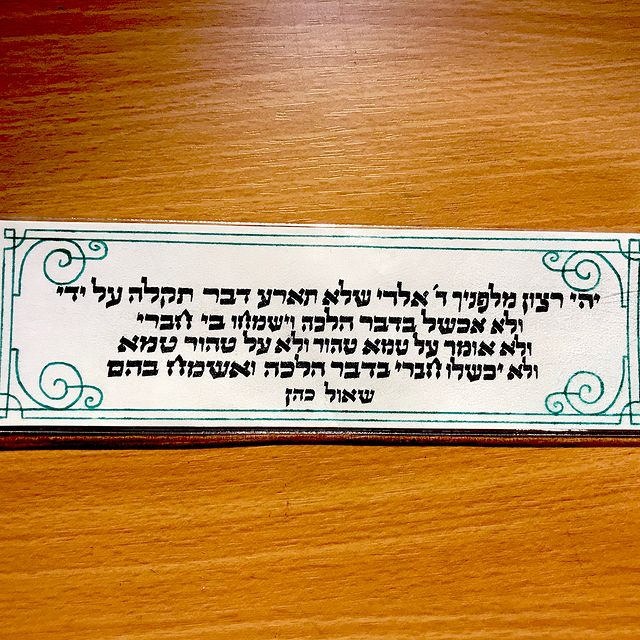 יהי רצון מלפניך ד׳ אלדי שלא תארע דבר תקלה על ידי
ולא אכשל בדבר הלכה וישמחו בי חברי
ולא אומר על טמא טהור ולא על טהור טמא
ולא יכשלו חברי בדבר הלכה ואשמח בהם
שאול כהן